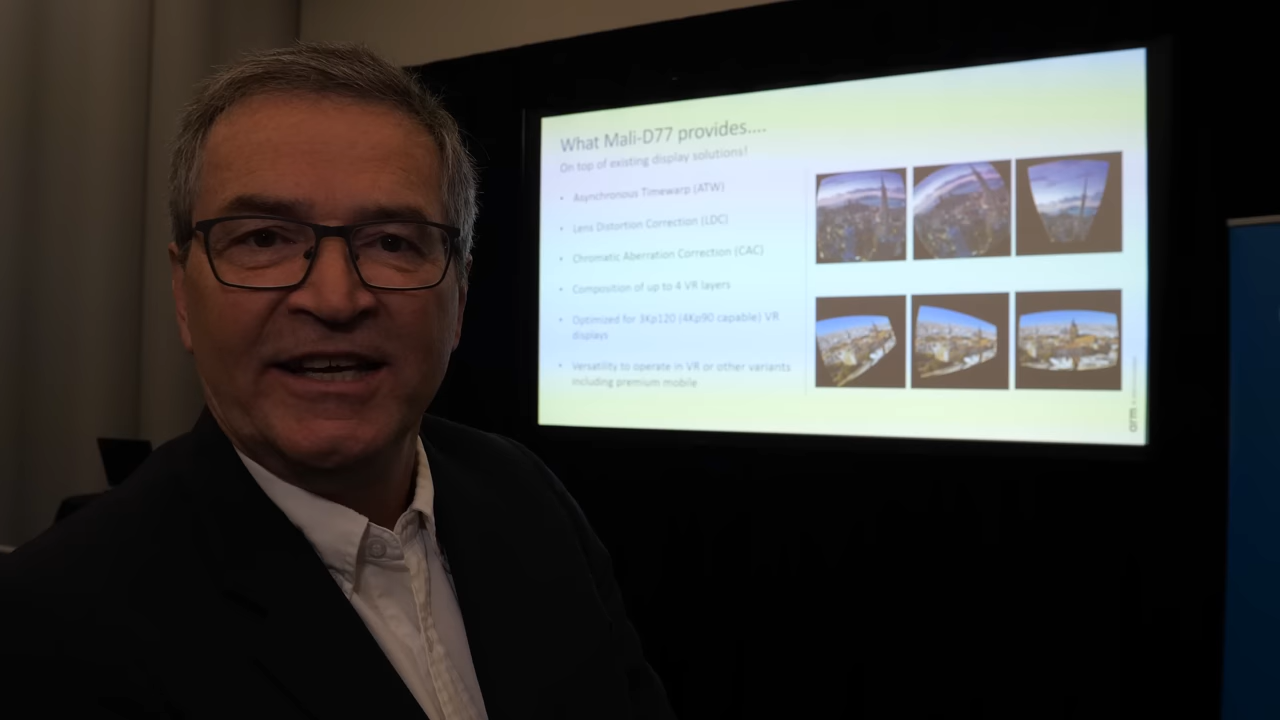 What Mali-D77 provides....
On top of existing display solutions!
• Asynchronous Timewarp (ATW)
• Lens Distortion Correction (LDC)
• Chromatic Aberration Correction (CAC)
• Composition of up to 4 VR layers
• Optimized for 3Kp120 (4Kp90 capable) VR
displays
• Versatility to operate in VR or other variants
including premium mobile
arm